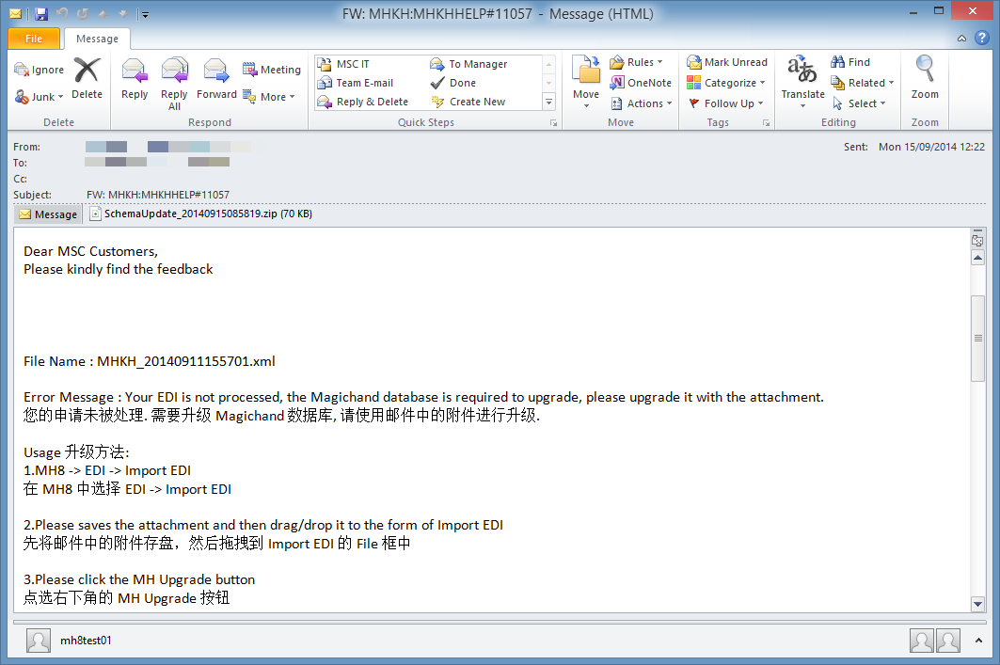 FW: MHKH:MHKHHELP#11057 - Message (HTML)
File
Message
Ignore
Junk
Delete
Delete
Reply
Reply All
Forward
Meeting
More
Respond
MSC IT
Team E-mail
Reply & Delete
To Manager
Done
Create New
Quick Steps
Move
Rules
OneNote
Actions
Move
Mark Unread
Categorize
Follow Up
Tags
Translate
Find
Related
Select
Editing
Zoom
Zoom
From:
Sent: Mon 15/09/2014 12:22
To:
Cc:
Subject: FW: MHKH:MHKHHELP#11057
Message
SchemaUpdate_20140915085819.zip (70 KB)
Dear MSC Customers,
Please kindly find the feedback
File Name : MHKH_20140911155701.xml
Error Message : Your EDI is not processed, the Magichand database is required to upgrade, please upgrade it with the attachment.
您的申请未被处理. 需要升级 Magichand 数据库, 请使用邮件中的附件进行升级.
Usage 升级方法:
1.MH8 -> EDI -> Import EDI
在 MH8 中选择 EDI -> Import EDI
2.Please saves the attachment and then drag/drop it to the form of Import EDI
先将邮件中的附件存盘，然后拖拽到 Import EDI 的 File 框中
3.Please click the MH Upgrade button
点选右下角的 MH Upgrade 按钮
mh8test01